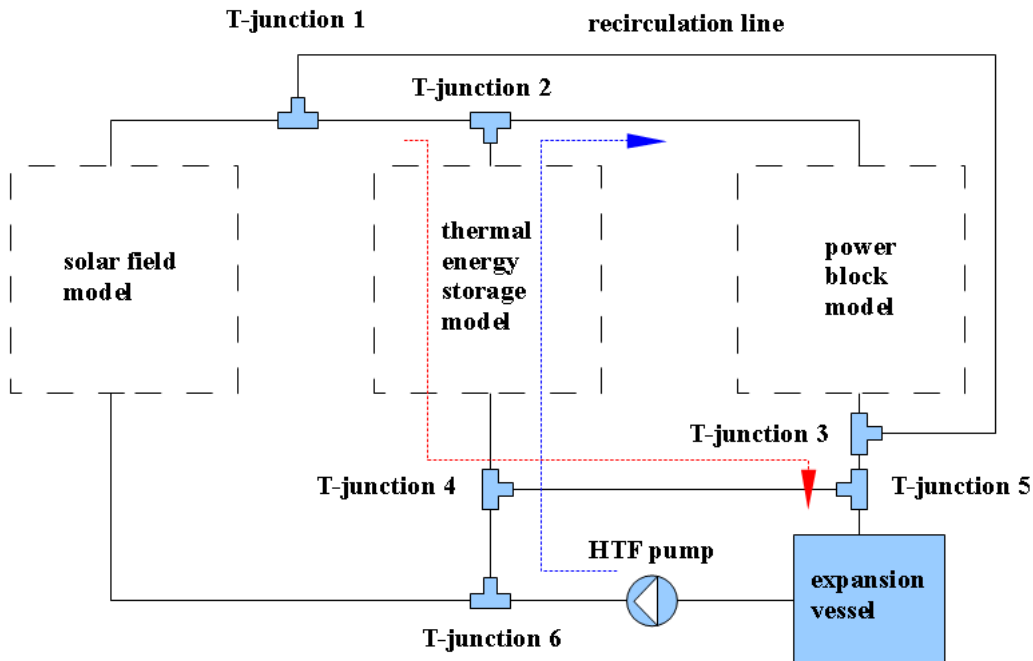 T-junction 1
recirculation line
T-junction 2
solar field
model
thermal
energy
storage
model
power
block
model
T-junction 3
T-junction 4
T-junction 5
HTF pump
expansion
vessel
T-junction 6